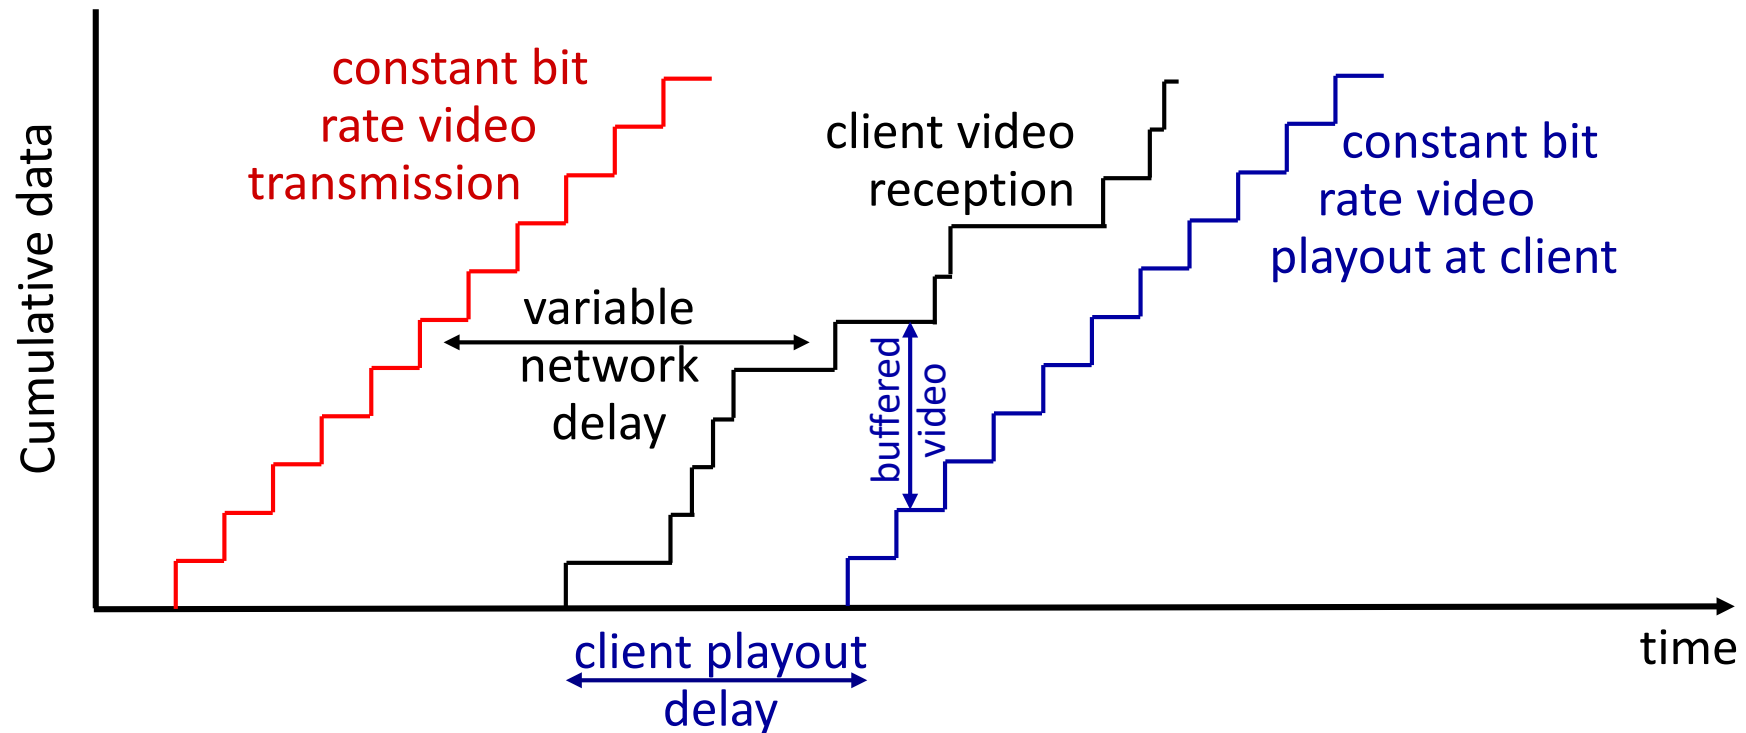 constant bit
rate video
transmission
client video
reception
constant bit
rate video
playout at client
Cumulative data
variable
network
delay
buffered
video
client playout
delay
time